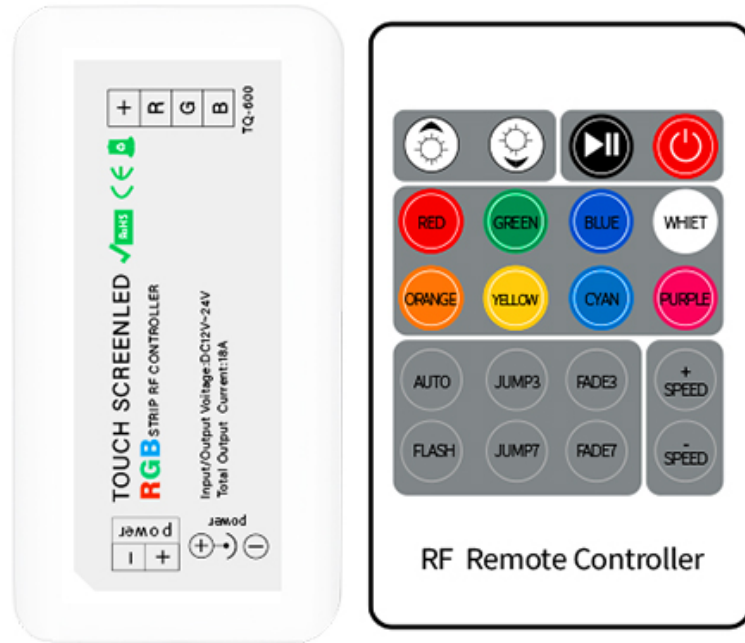 + R G B
TQ-600
TOUCH SCREENLED
RoHS CE
RGB STRIP RF CONTROLLER
Input/Output Voitage:DC12V~24V
Total Output Current:18A
power
- +
power
+ -
RED GREEN BLUE WHIET
ORANGE YELLOW CYAN PURPLE
AUTO JUMP3 FADE3 + SPEED
FLASH JUMP7 FADE7 - SPEED
RF Remote Controller